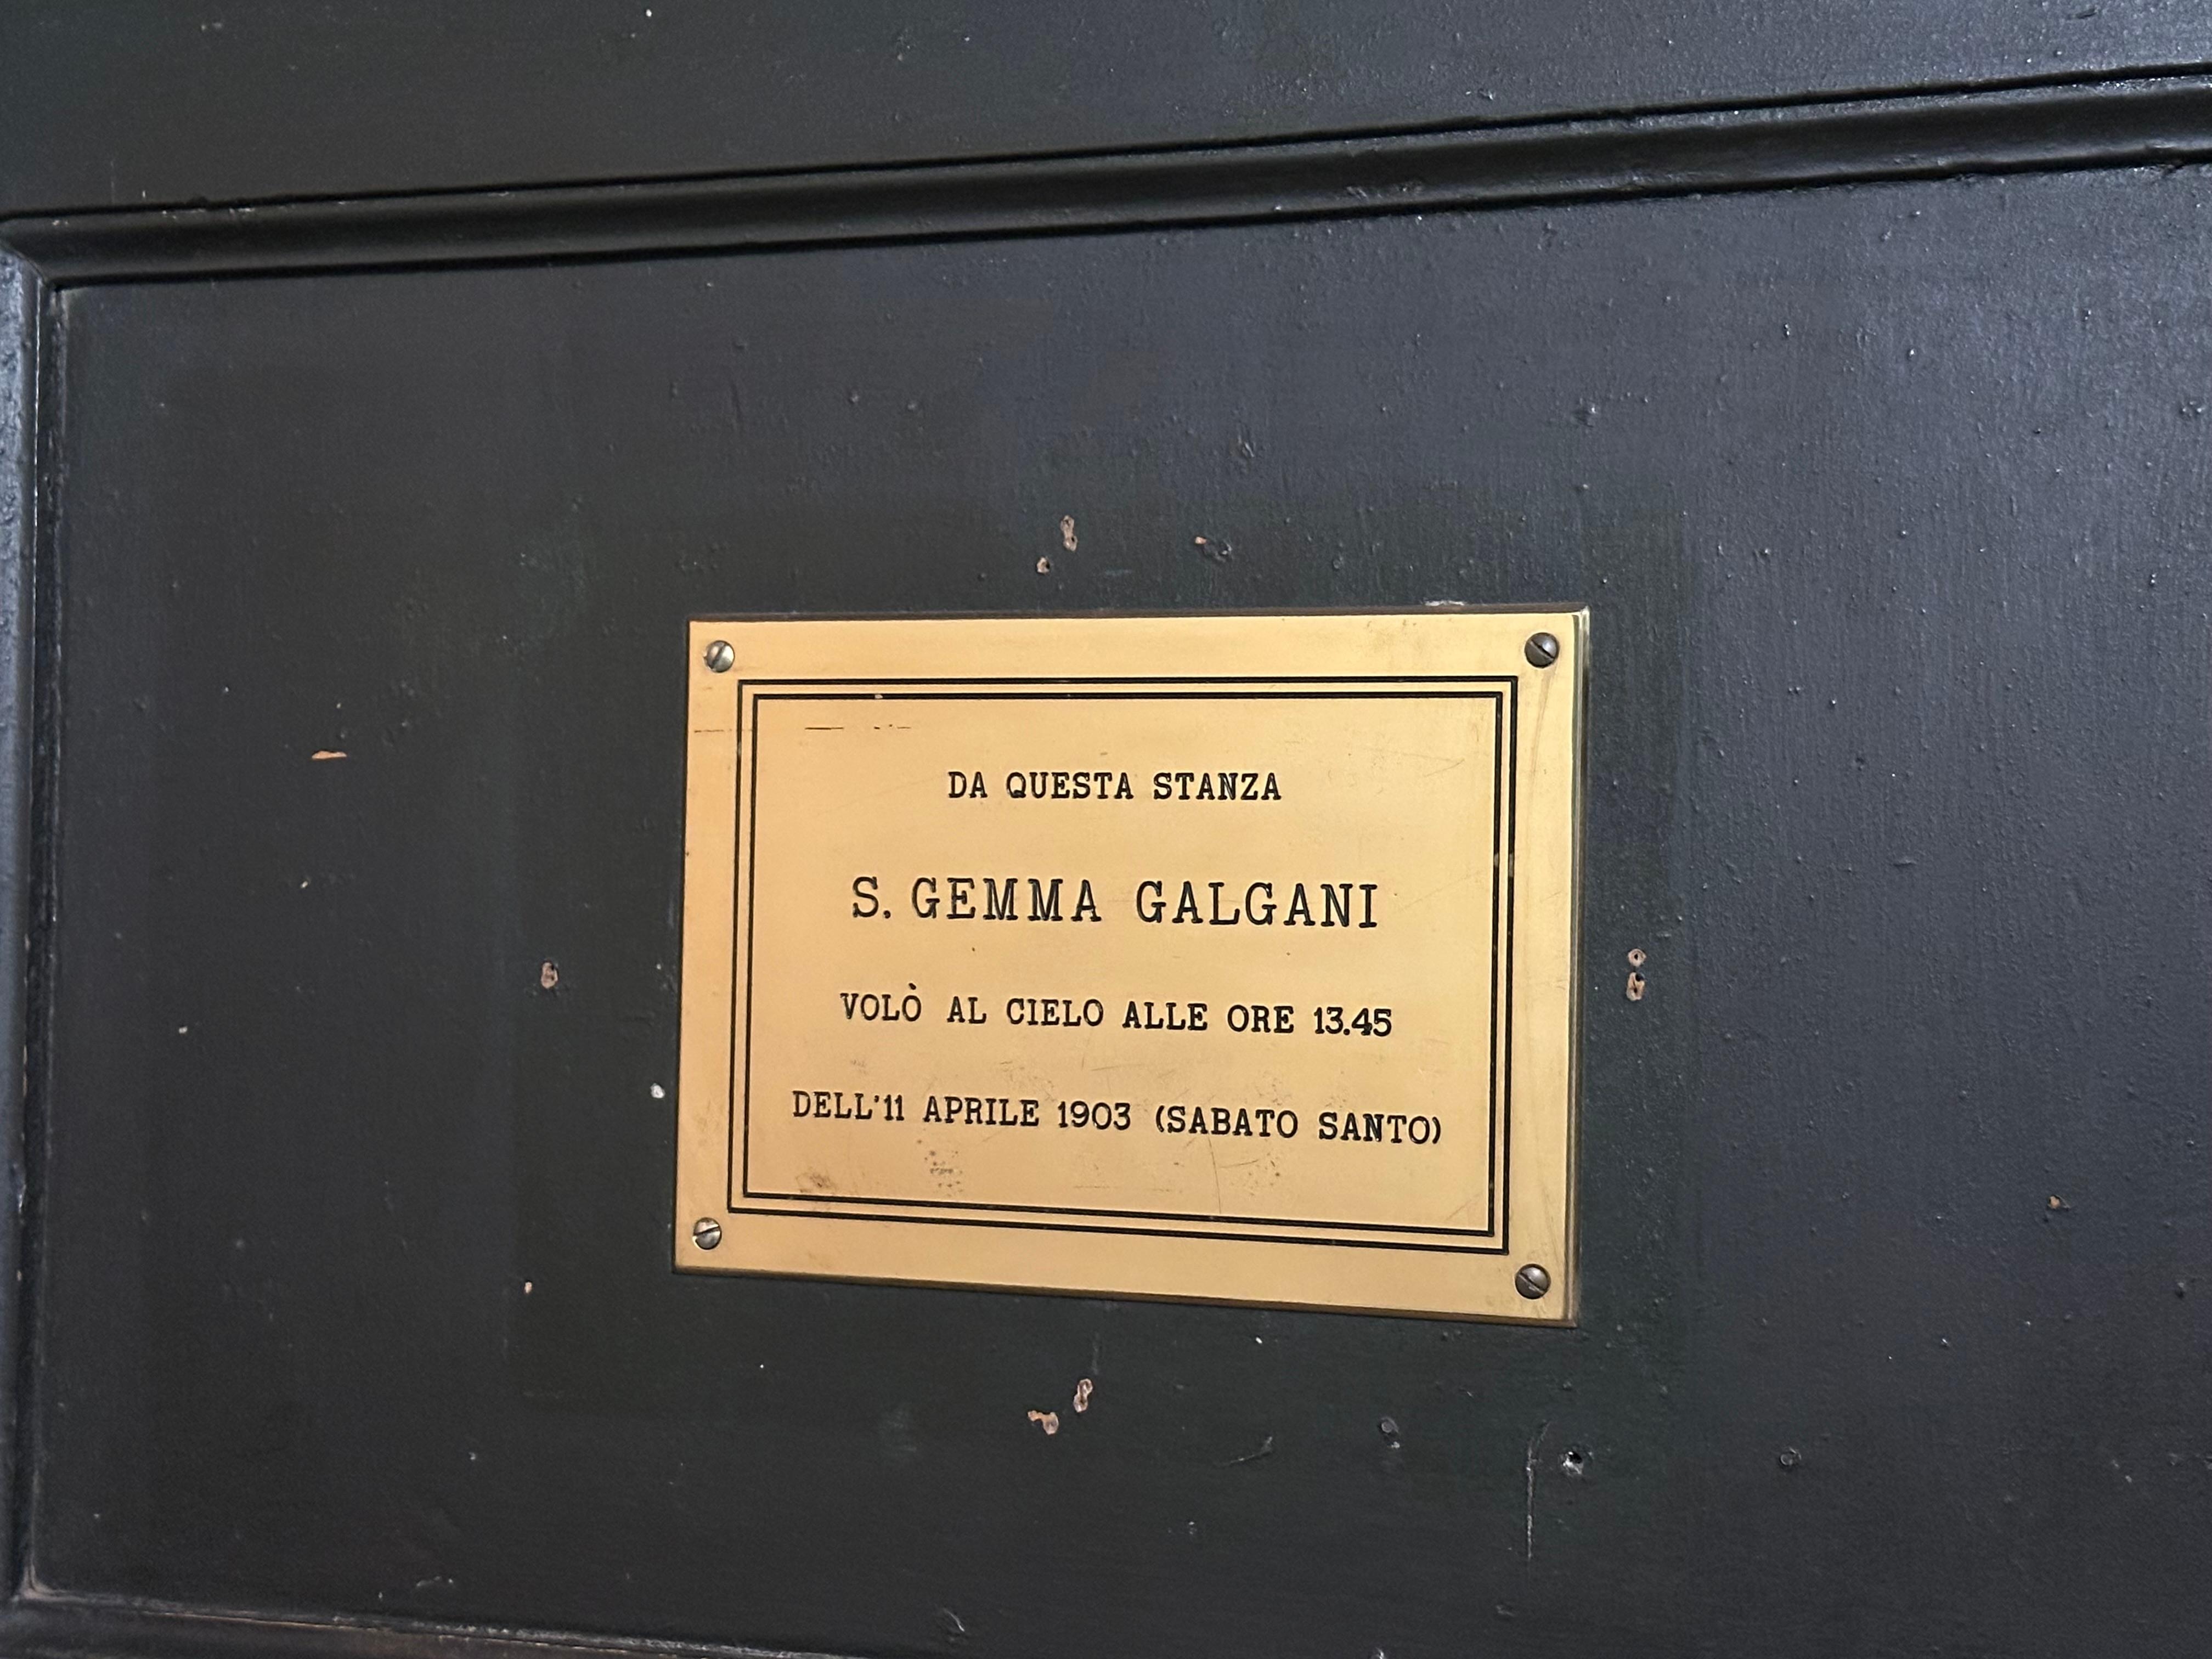 DA QUESTA STANZA
S. GEMMA GALGANI
VOLÒ AL CIELO ALLE ORE 13.45
DELL'11 APRILE 1903 (SABATO SANTO)